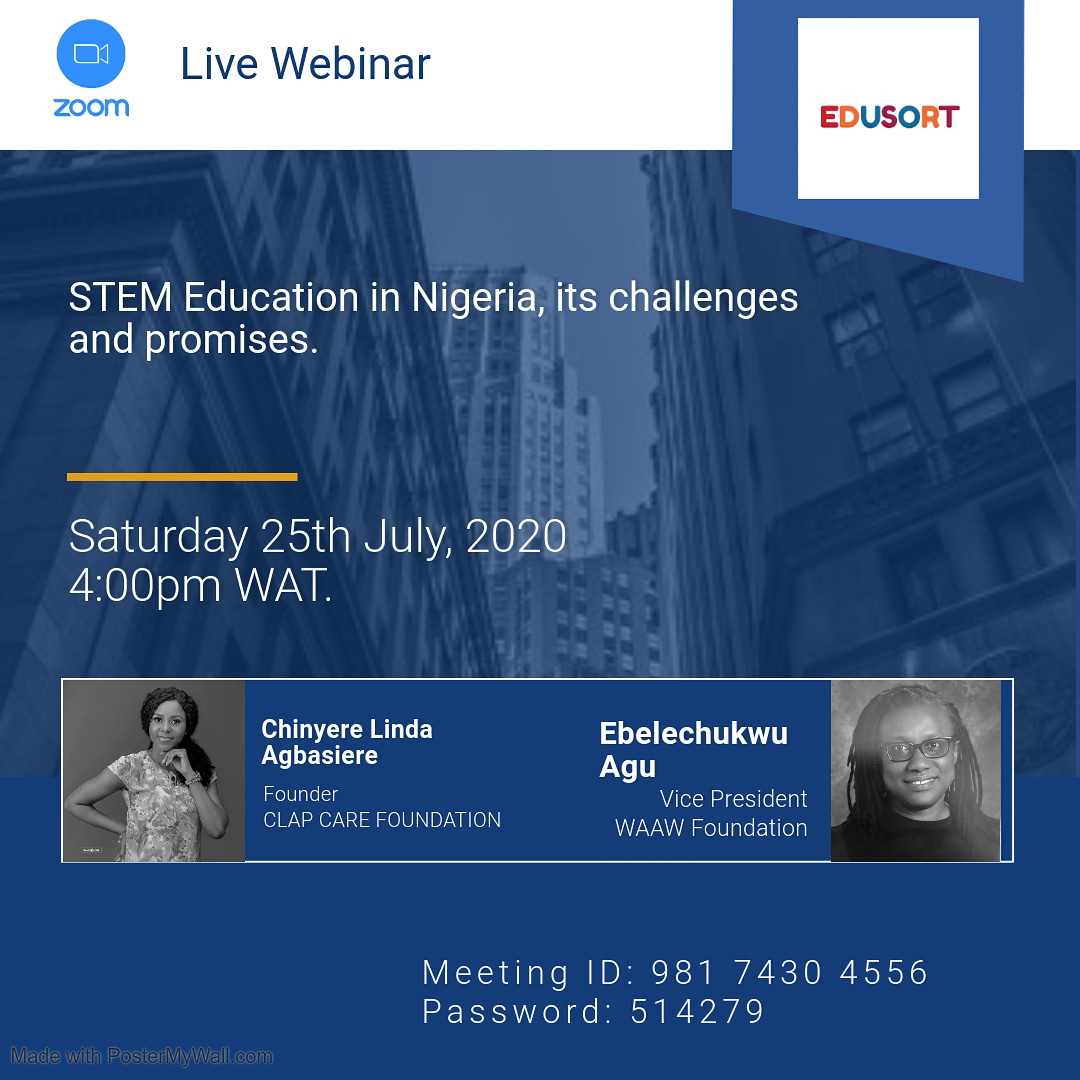 zoom
Live Webinar
EDUSORT
STEM Education in Nigeria, its challenges
and promises.
Saturday 25th July, 2020
4:00pm WAT.
Chinyere Linda
Agbasiere
Founder
CLAP CARE FOUNDATION
Ebelechukwu
Agu
Vice President
WAAW Foundation
Meeting ID: 981 7430 4556
Password: 514279
Made with PosterMyWall.com